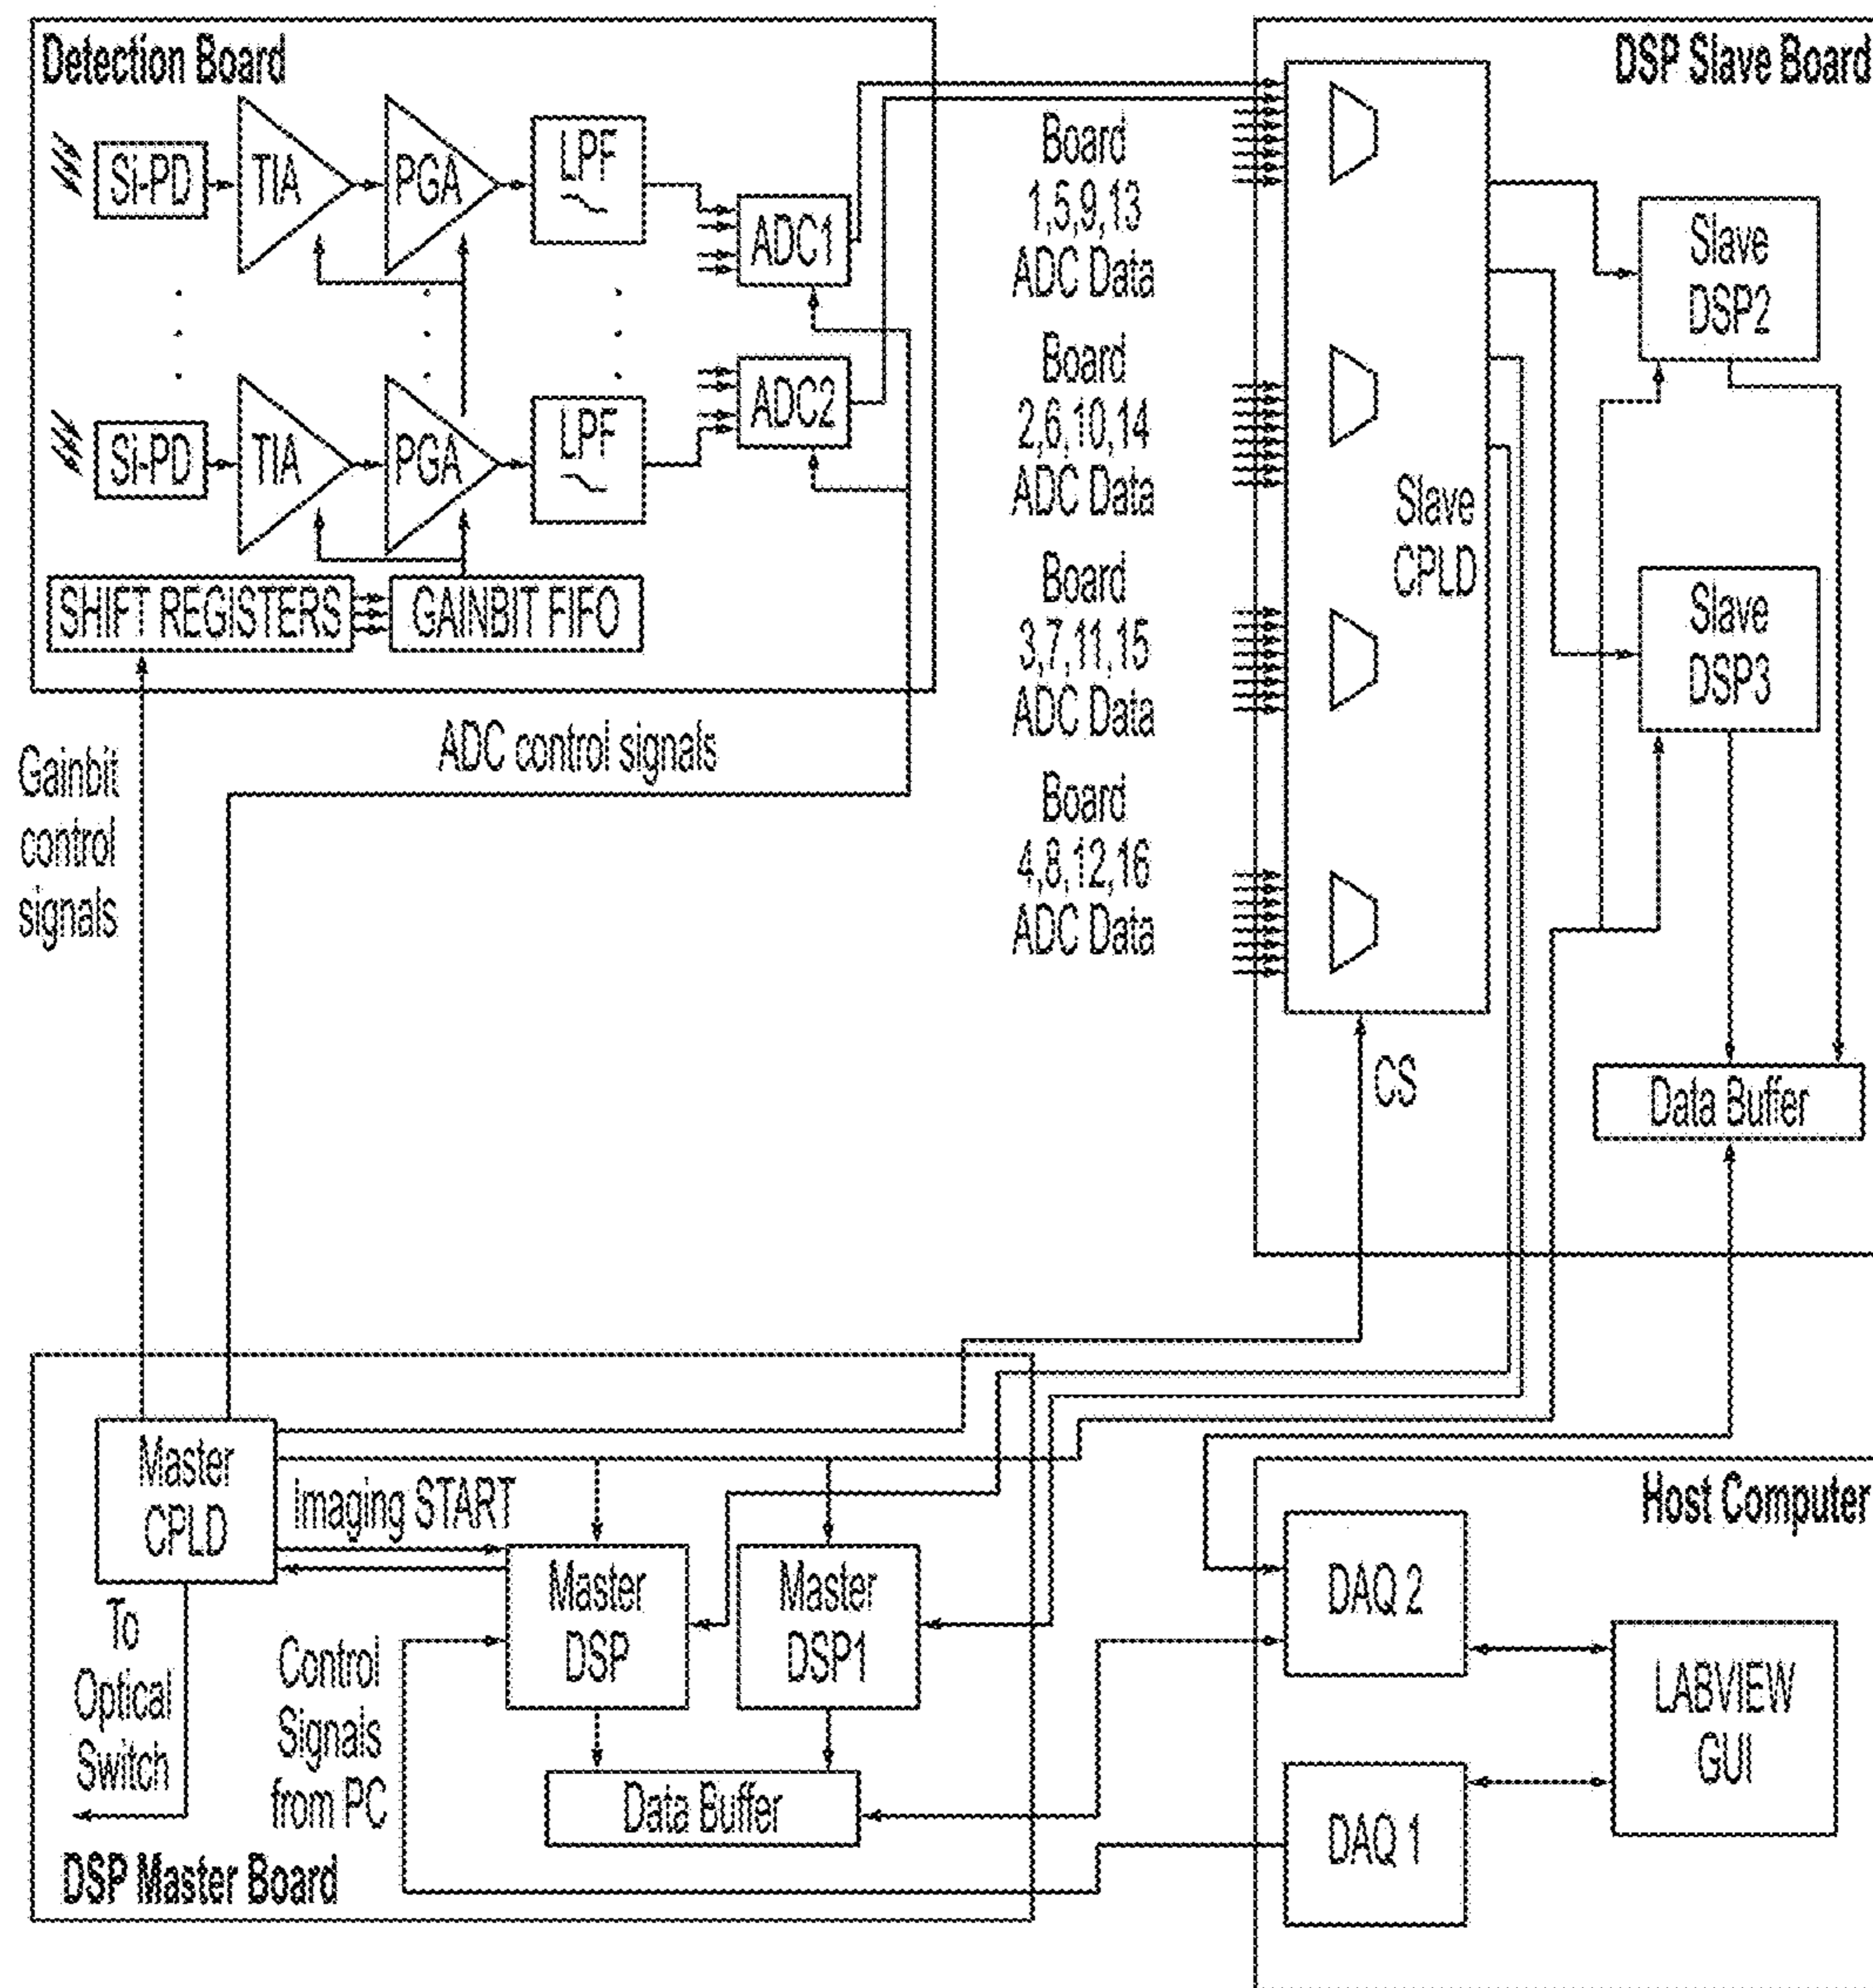 Detection Board
Si-PD
TIA
PGA
LPF
ADC1
Si-PD
TIA
PGA
LPF
ADC2
SHIFT REGISTERS
GAINBIT FIFO
Gainbit
control
signals
ADC control signals
Board
1,5,9,13
ADC Data
Board
2,6,10,14
ADC Data
Board
3,7,11,15
ADC Data
Board
4,8,12,16
ADC Data
DSP Slave Board
Slave
CPLD
Slave
DSP2
Slave
DSP3
CS
Data Buffer
Master
CPLD
Imaging START
To
Optical
Switch
Control
Signals
from PC
Master
DSP
Master
DSP1
Data Buffer
DSP Master Board
Host Computer
DAQ 2
DAQ 1
LABVIEW
GUI